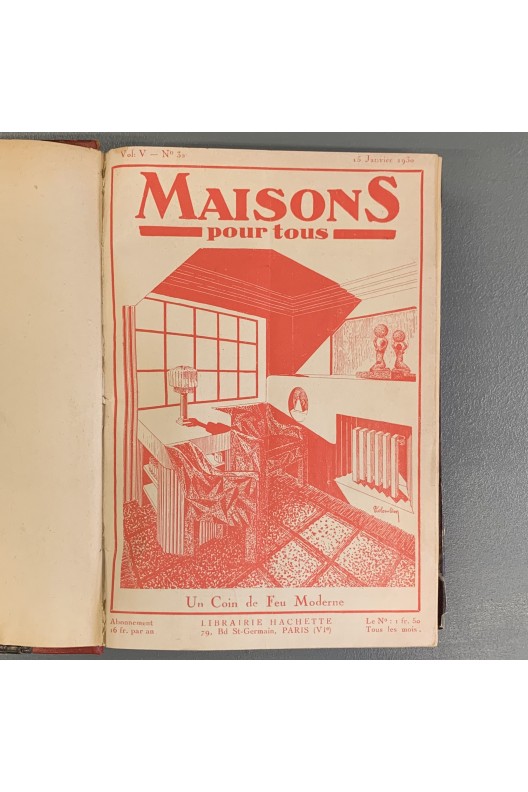 Vol. V — Nº 50
15 Janvier 1930
MAISONS
pour tous
Un Coin de Feu Moderne
Abonnement
16 fr. par an
LIBRAIRIE HACHETTE
79, Bd St-Germain, PARIS (VIᵉ)
Le Nº : 1 fr. 50
Tous les mois.